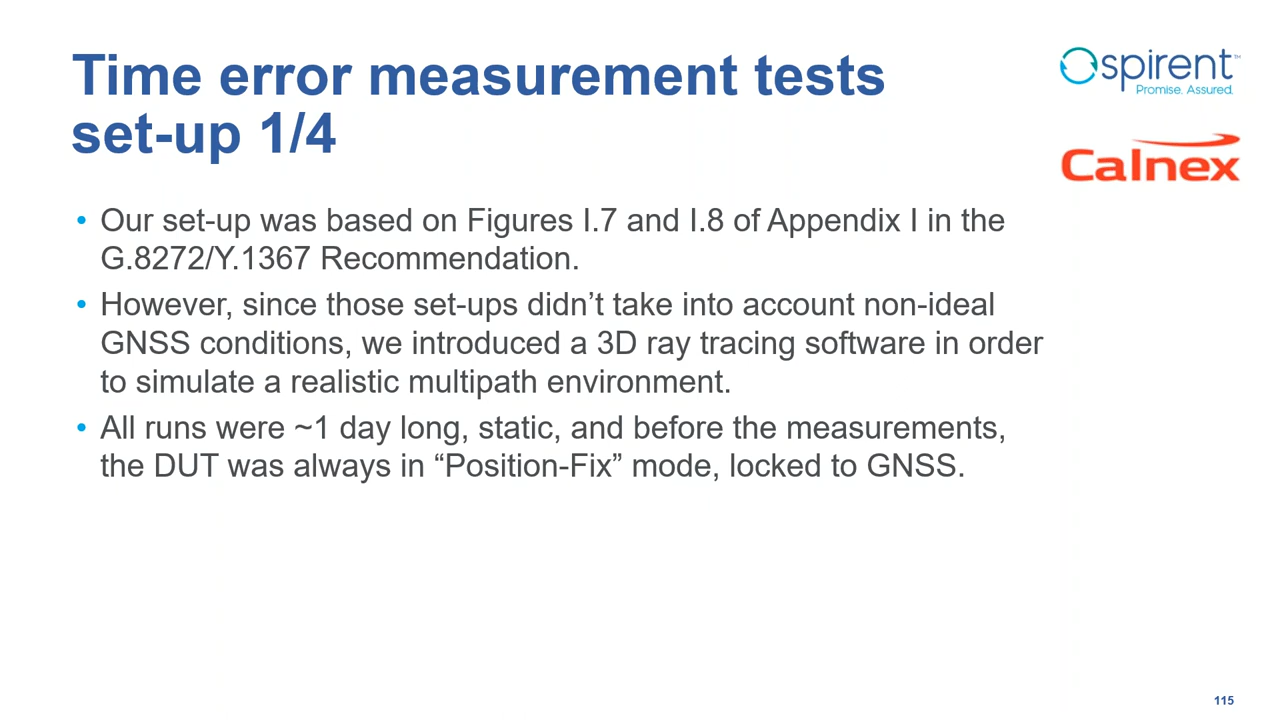 Time error measurement tests
set-up 1/4
spirent™
Promise. Assured.
Calnex
• Our set-up was based on Figures I.7 and I.8 of Appendix I in the
G.8272/Y.1367 Recommendation.
• However, since those set-ups didn’t take into account non-ideal
GNSS conditions, we introduced a 3D ray tracing software in order
to simulate a realistic multipath environment.
• All runs were ~1 day long, static, and before the measurements,
the DUT was always in “Position-Fix” mode, locked to GNSS.
115